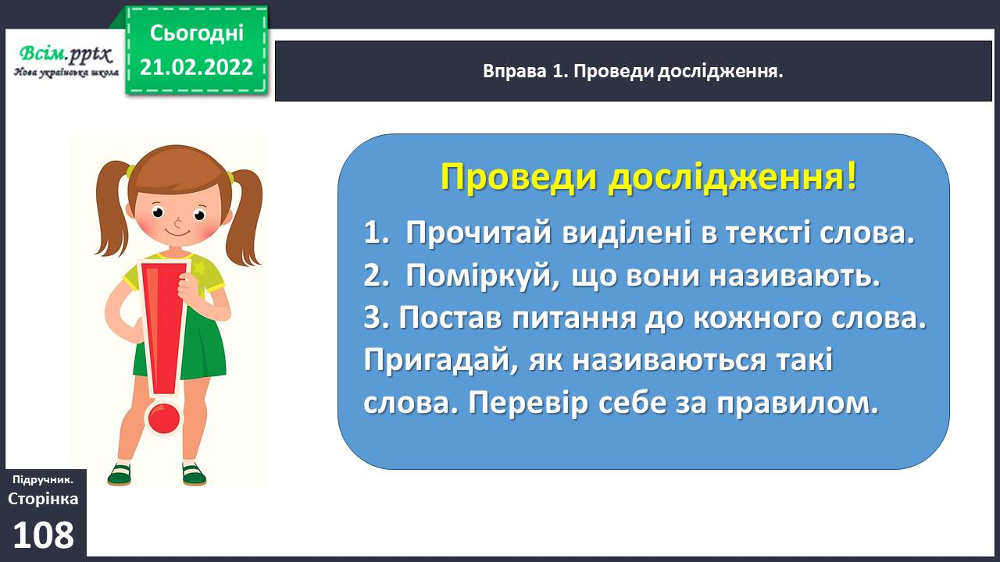 Всім.pptx
Нова українська школа
Сьогодні
21.02.2022
Вправа 1. Проведи дослідження.
Проведи дослідження!
1. Прочитай виділені в тексті слова.
2. Поміркуй, що вони називають.
3. Постав питання до кожного слова.
Пригадай, як називаються такі
слова. Перевір себе за правилом.
Підручник.
Сторінка
108